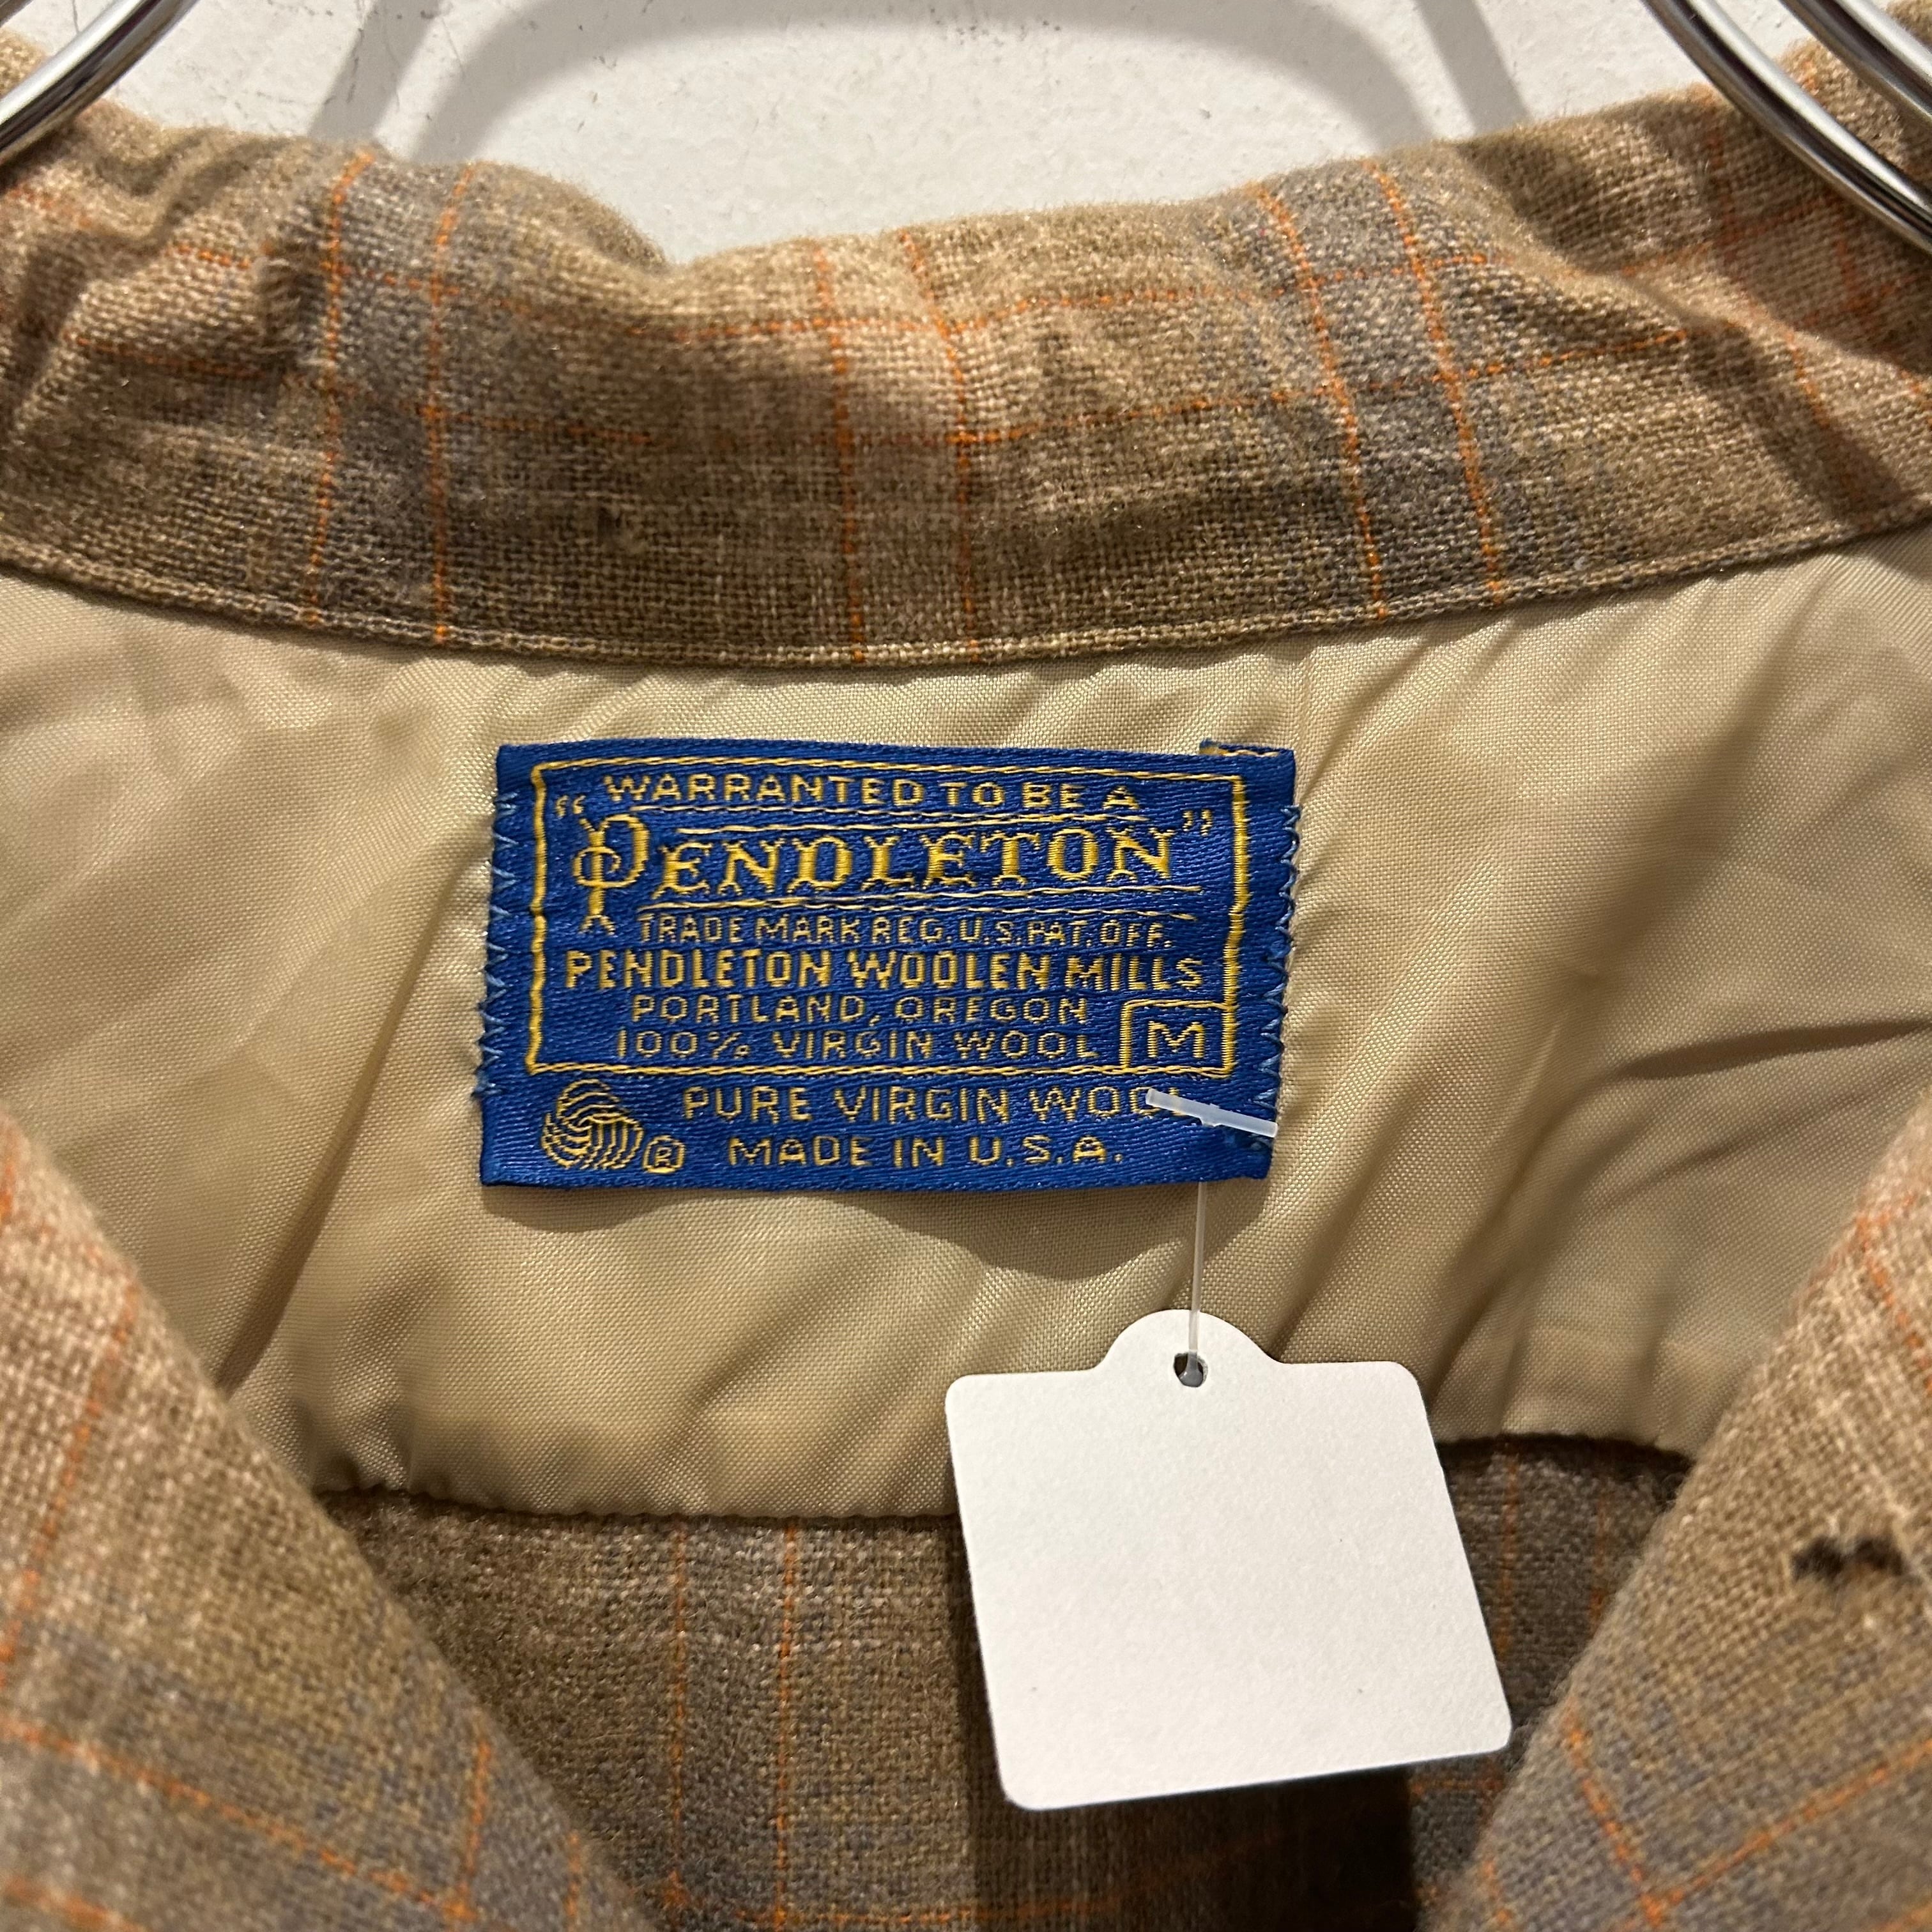 WARRANTED TO BE A
"PENDLETON"
TRADE MARK REG. U.S. PAT. OFF.
PENDLETON WOOLEN MILLS
PORTLAND, OREGON
100% VIRGIN WOOL M
PURE VIRGIN WOOL
® MADE IN U.S.A.